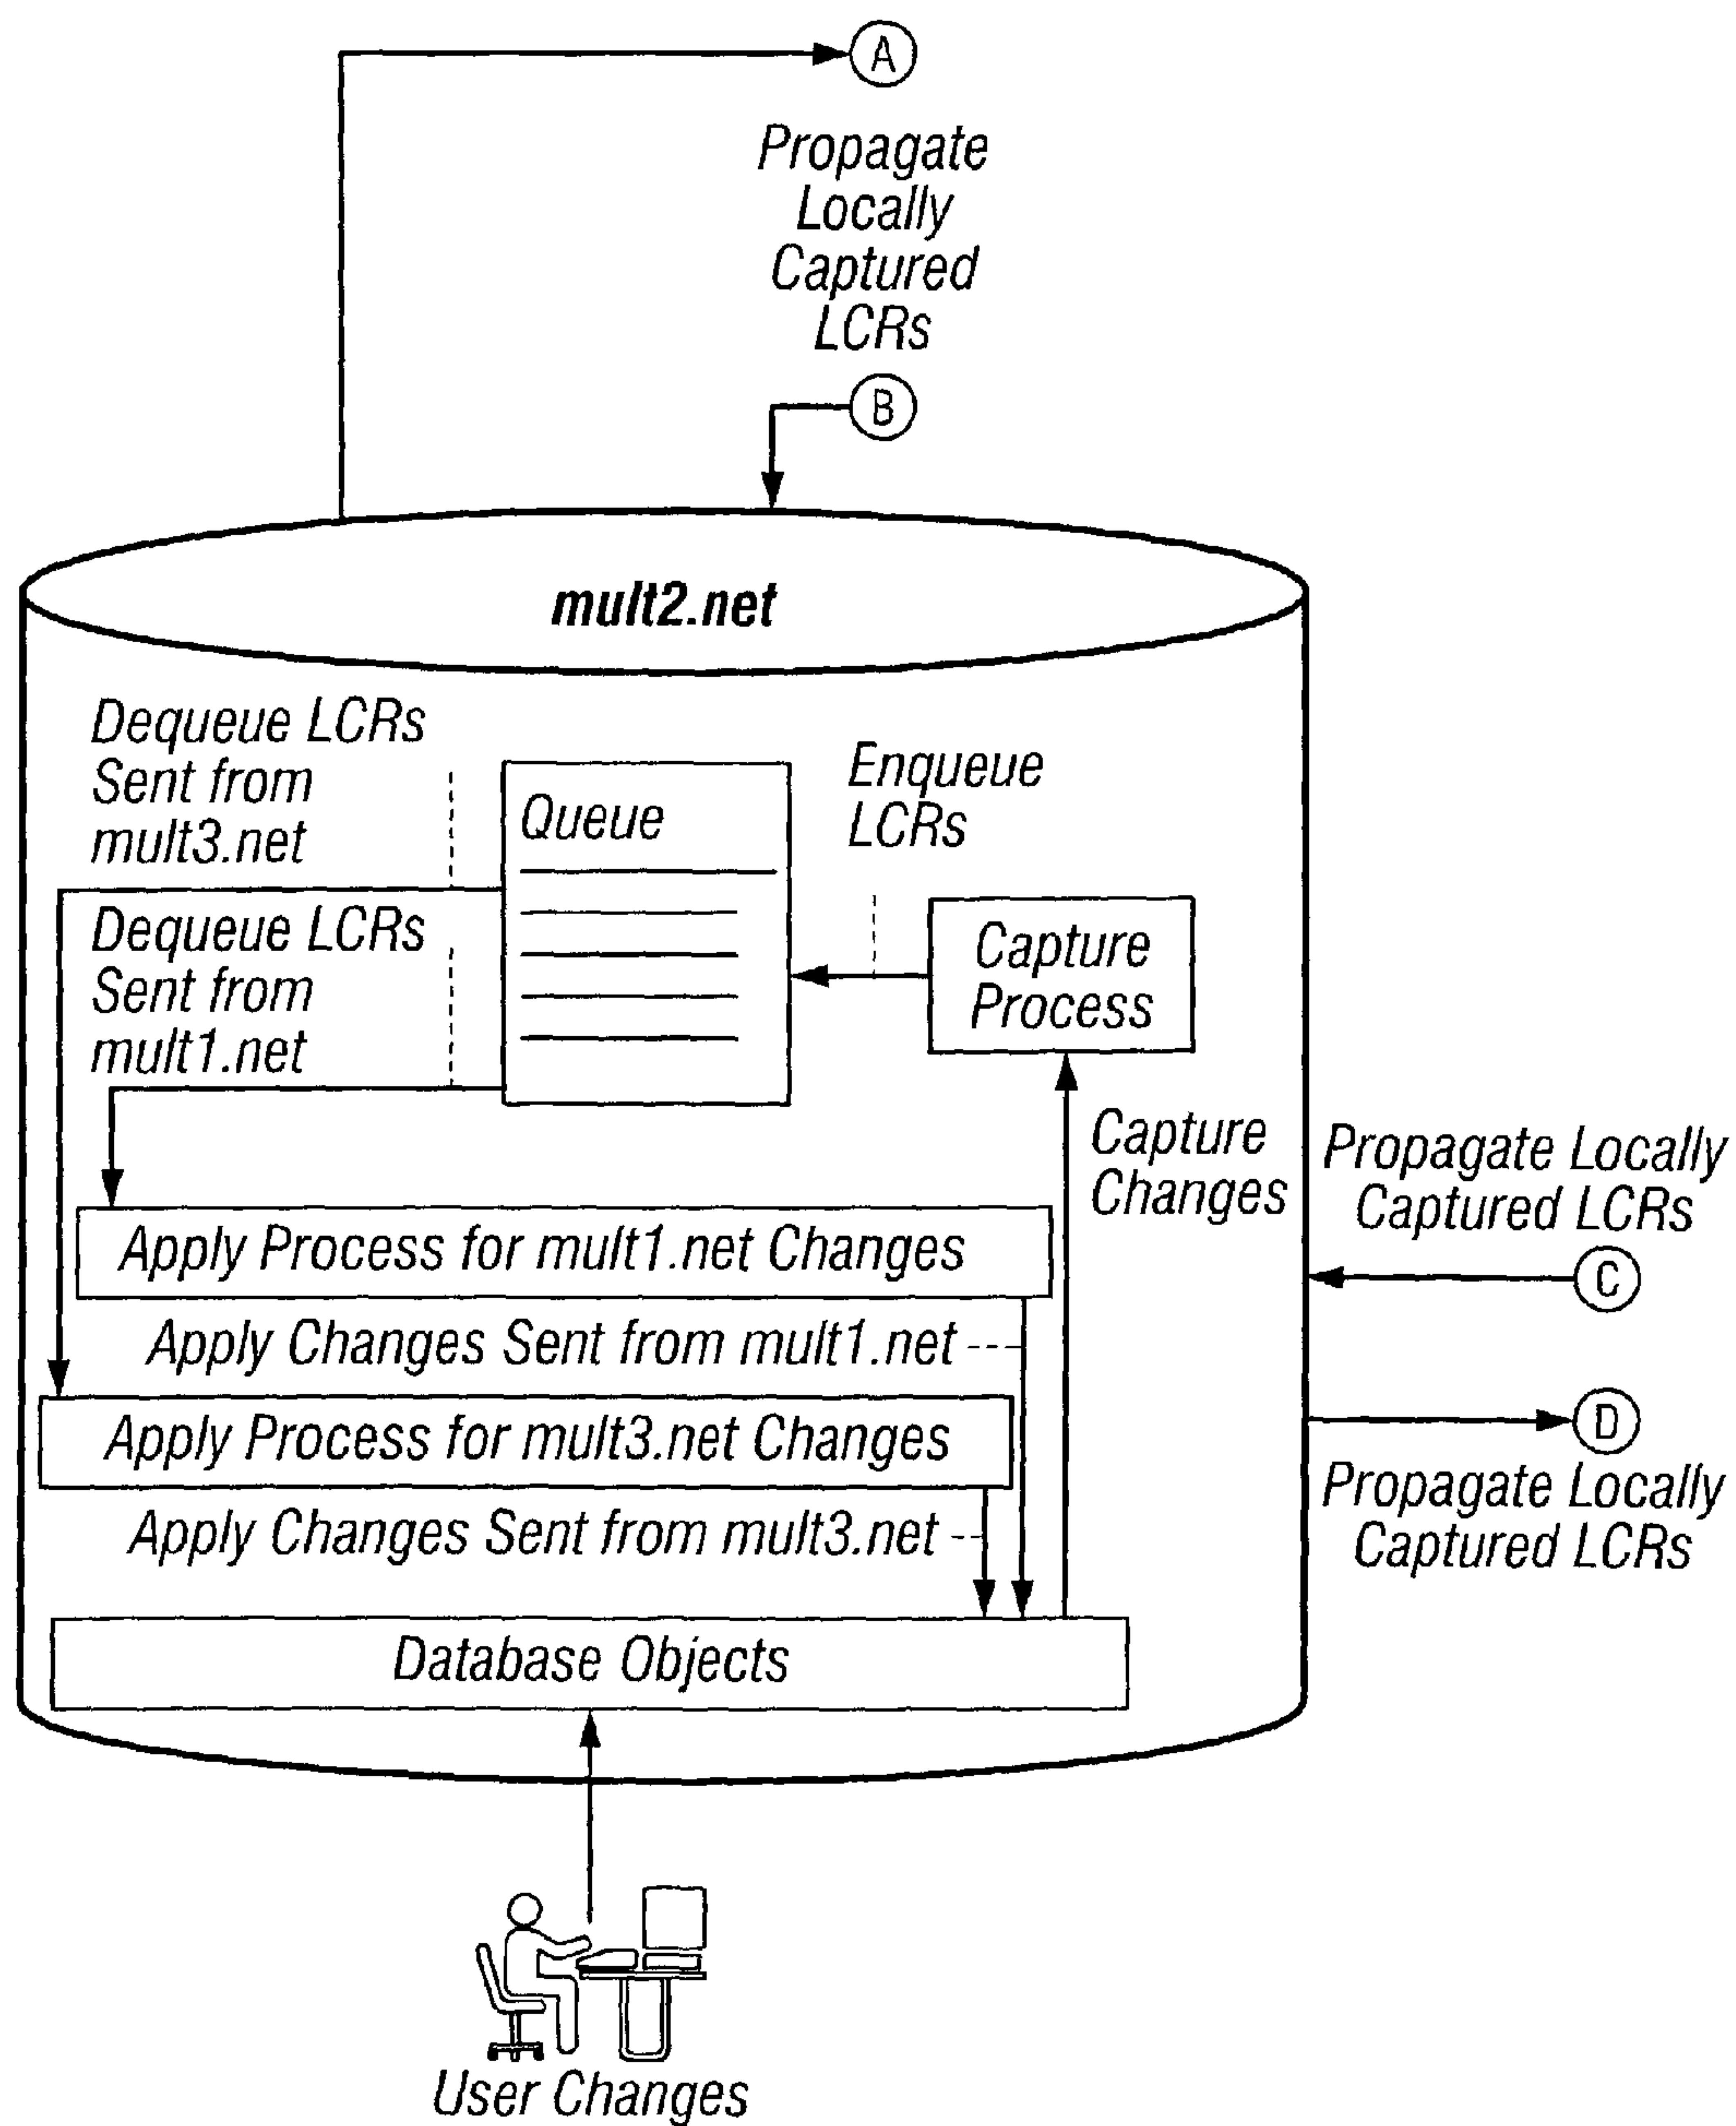 A
Propagate
Locally
Captured
LCRs
B
mult2.net
Dequeue LCRs
Sent from
mult3.net
Queue
Enqueue
LCRs
Dequeue LCRs
Sent from
mult1.net
Capture
Process
Capture
Changes
Propagate Locally
Captured LCRs
C
Apply Process for mult1.net Changes
Apply Changes Sent from mult1.net
Apply Process for mult3.net Changes
D
Propagate Locally
Captured LCRs
Apply Changes Sent from mult3.net
Database Objects
User Changes